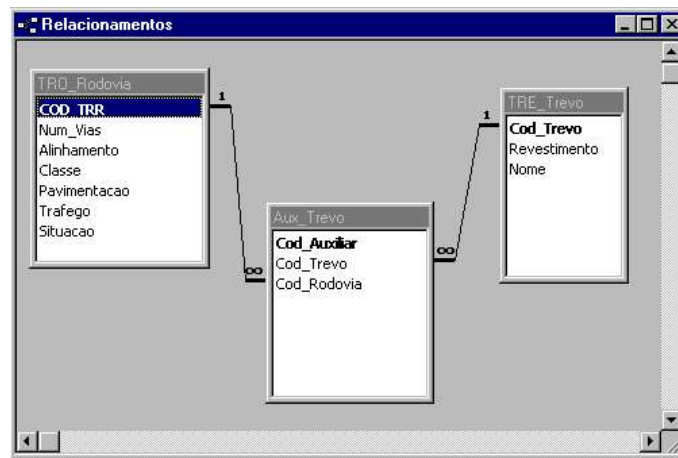 Relacionamentos
TRO_Rodovia
COD_TRR
Num_Vias
Alinhamento
Classe
Pavimentacao
Trafego
Situacao
1
∞
Aux_Trevo
Cod_Auxiliar
Cod_Trevo
Cod_Rodovia
∞
1
TRE_Trevo
Cod_Trevo
Revestimento
Nome